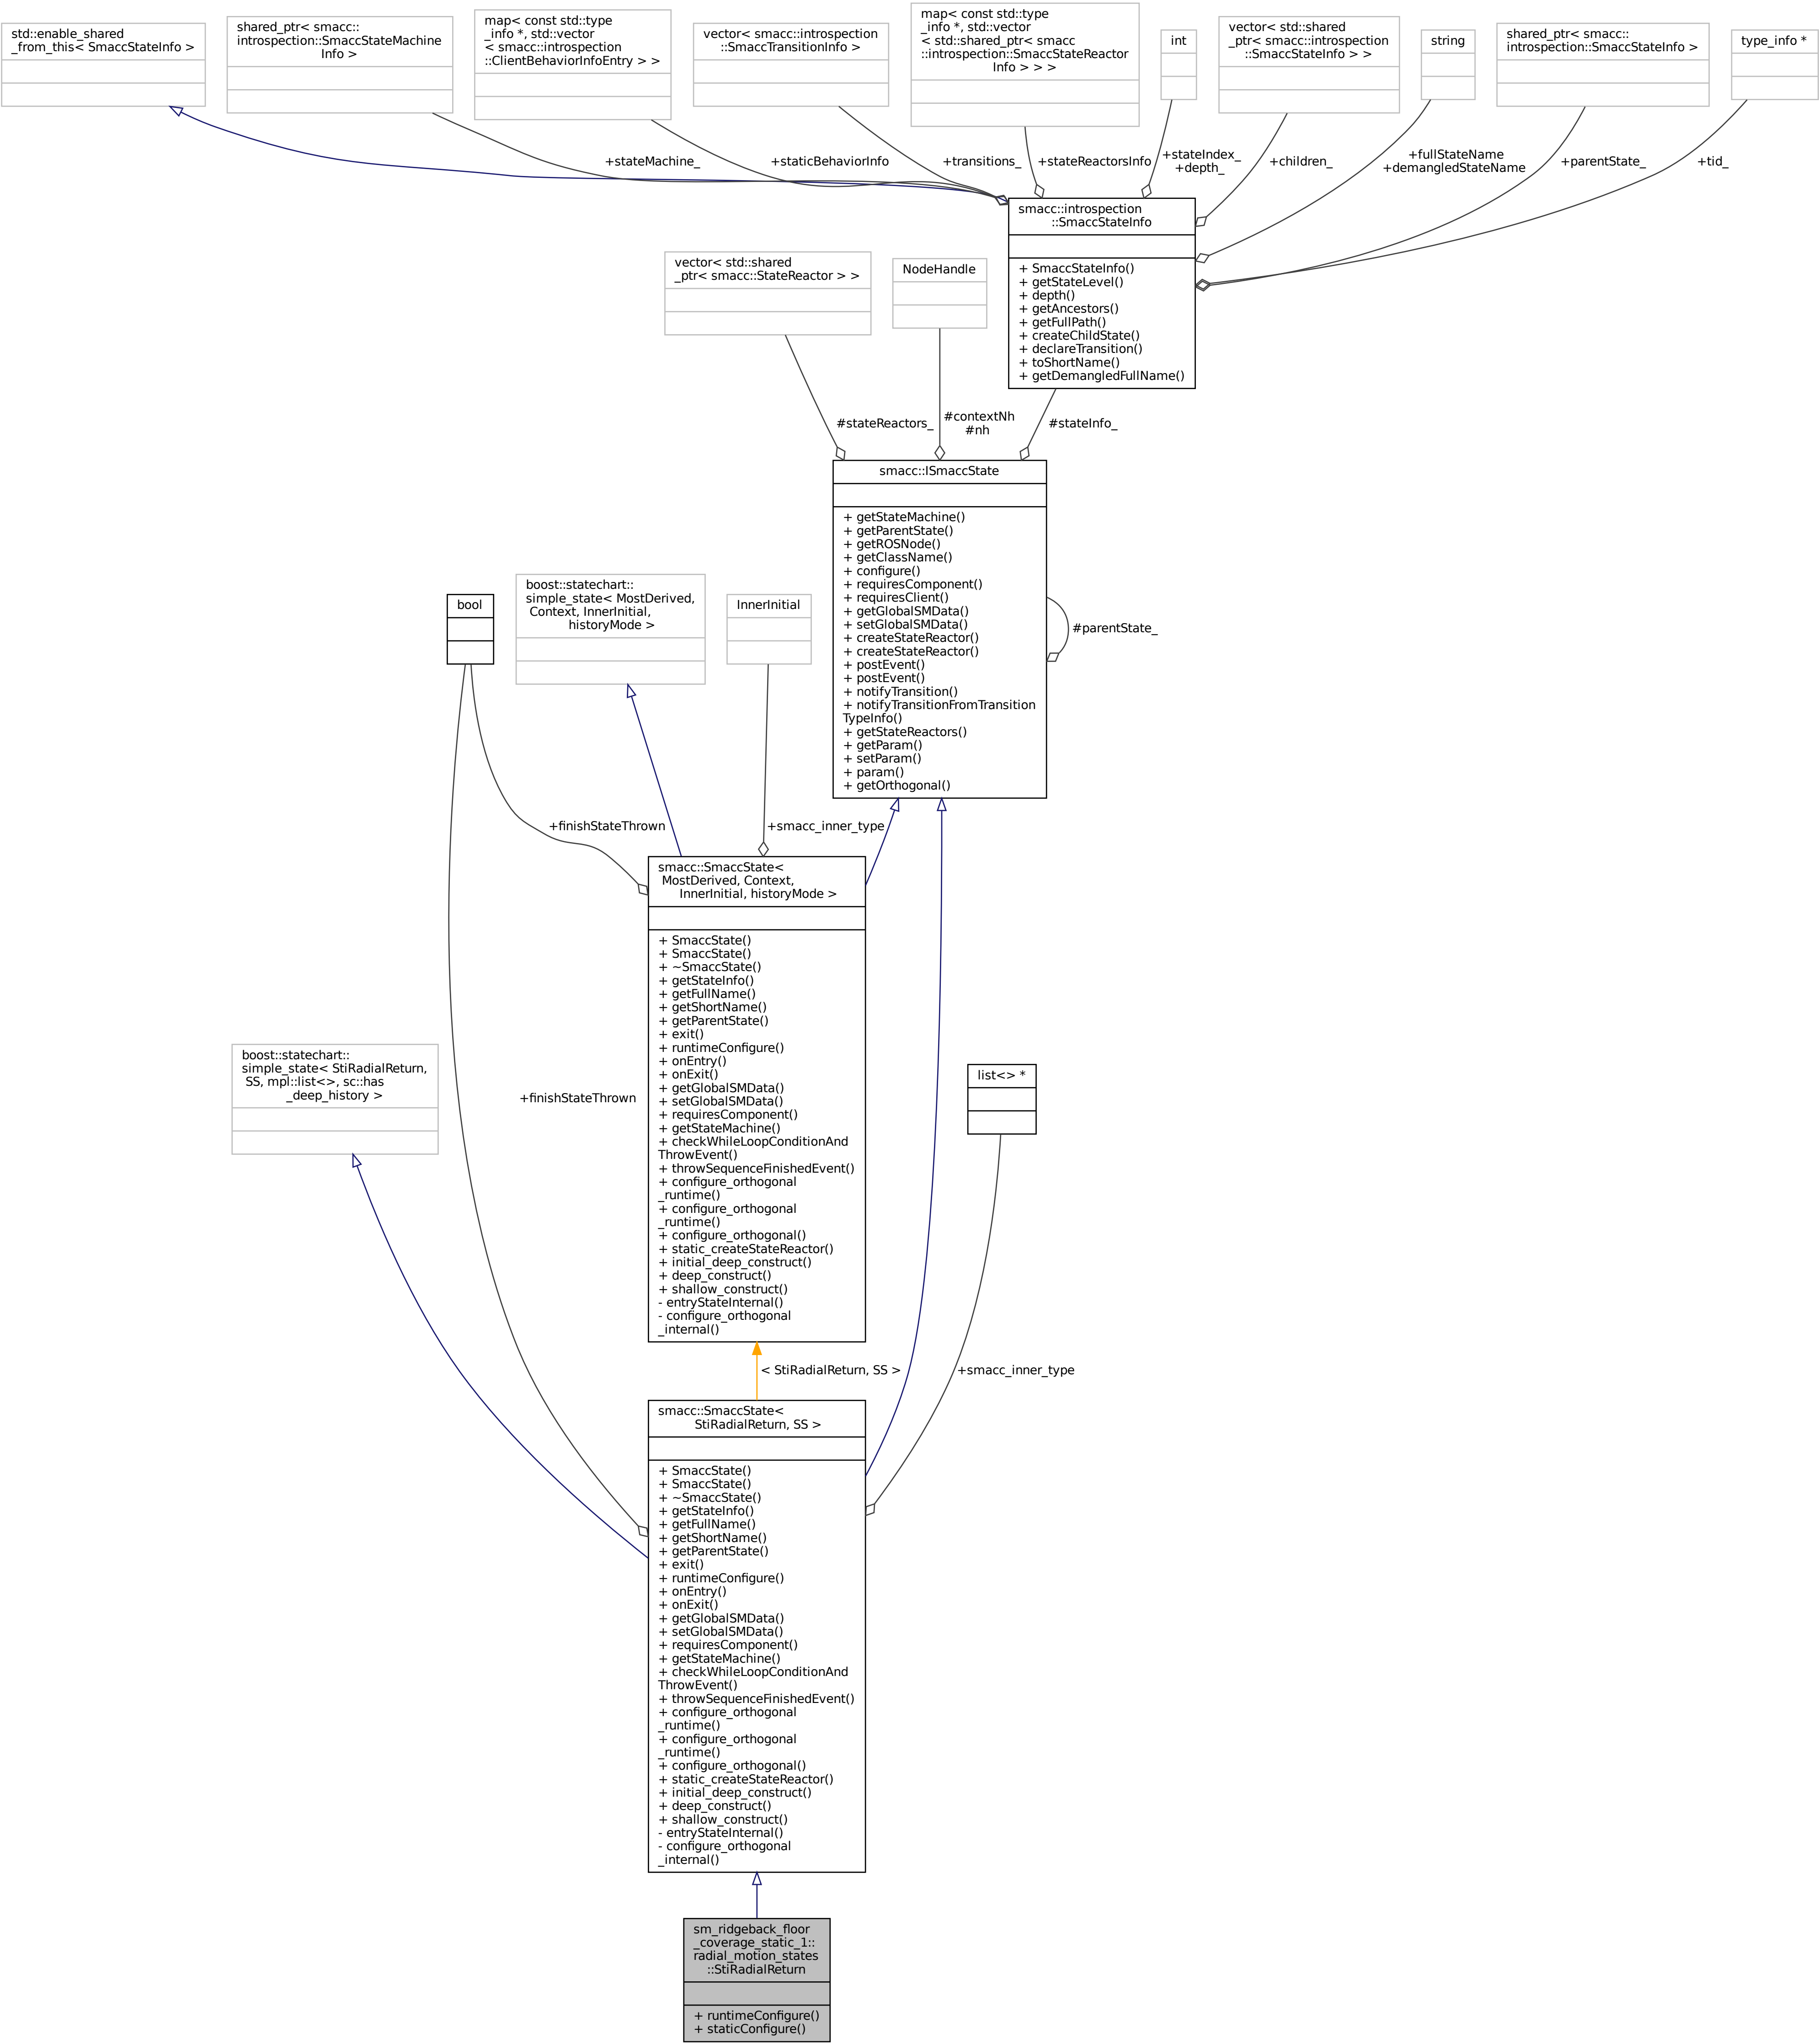 std::enable_shared
_from_this< SmaccStateInfo >
shared_ptr< smacc::
introspection::SmaccStateMachine
Info >
map< const std::type
_info *, std::vector
< smacc::introspection
::ClientBehaviorInfoEntry > >
vector< smacc::introspection
::SmaccTransitionInfo >
map< const std::type
_info *, std::vector
< std::shared_ptr< smacc
::introspection::SmaccStateReactor
Info > > >
int
vector< std::shared
_ptr< smacc::introspection
::SmaccStateInfo > >
string
shared_ptr< smacc::
introspection::SmaccStateInfo >
type_info *
+stateMachine_
+staticBehaviorInfo
+transitions_
+stateReactorsInfo
+stateIndex_
+depth_
+children_
+fullStateName
+demangledStateName
+parentState_
+tid_
smacc::introspection
::SmaccStateInfo
+ SmaccStateInfo()
+ getStateLevel()
+ depth()
+ getAncestors()
+ getFullPath()
+ createChildState()
+ declareTransition()
+ toShortName()
+ getDemangledFullName()
vector< std::shared
_ptr< smacc::StateReactor > >
NodeHandle
#stateReactors_
#contextNh
#nh
#stateInfo_
smacc::ISmaccState
+ getStateMachine()
+ getParentState()
+ getROSNode()
+ getClassName()
+ configure()
+ requiresComponent()
+ requiresClient()
+ getGlobalSMData()
+ setGlobalSMData()
+ createStateReactor()
+ createStateReactor()
+ postEvent()
+ postEvent()
+ notifyTransition()
+ notifyTransitionFromTransition
TypeInfo()
+ getStateReactors()
+ getParam()
+ setParam()
+ param()
+ getOrthogonal()
#parentState_
bool
boost::statechart::
simple_state< MostDerived,
Context, InnerInitial,
historyMode >
InnerInitial
+finishStateThrown
+smacc_inner_type
smacc::SmaccState<
MostDerived, Context,
InnerInitial, historyMode >
+ SmaccState()
+ SmaccState()
+ ~SmaccState()
+ getStateInfo()
+ getFullName()
+ getShortName()
+ getParentState()
+ exit()
+ runtimeConfigure()
+ onEntry()
+ onExit()
+ getGlobalSMData()
+ setGlobalSMData()
+ requiresComponent()
+ getStateMachine()
+ checkWhileLoopConditionAnd
ThrowEvent()
+ throwSequenceFinishedEvent()
+ configure_orthogonal
_runtime()
+ configure_orthogonal
_runtime()
+ configure_orthogonal()
+ static_createStateReactor()
+ initial_deep_construct()
+ deep_construct()
+ shallow_construct()
- entryStateInternal()
- configure_orthogonal
_internal()
boost::statechart::
simple_state< StiRadialReturn,
SS, mpl::list<>, sc::has
_deep_history >
+finishStateThrown
list<> *
< StiRadialReturn, SS >
+smacc_inner_type
smacc::SmaccState<
StiRadialReturn, SS >
+ SmaccState()
+ SmaccState()
+ ~SmaccState()
+ getStateInfo()
+ getFullName()
+ getShortName()
+ getParentState()
+ exit()
+ runtimeConfigure()
+ onEntry()
+ onExit()
+ getGlobalSMData()
+ setGlobalSMData()
+ requiresComponent()
+ getStateMachine()
+ checkWhileLoopConditionAnd
ThrowEvent()
+ throwSequenceFinishedEvent()
+ configure_orthogonal
_runtime()
+ configure_orthogonal
_runtime()
+ configure_orthogonal()
+ static_createStateReactor()
+ initial_deep_construct()
+ deep_construct()
+ shallow_construct()
- entryStateInternal()
- configure_orthogonal
_internal()
sm_ridgeback_floor
_coverage_static_1::
radial_motion_states
::StiRadialReturn
+ runtimeConfigure()
+ staticConfigure()